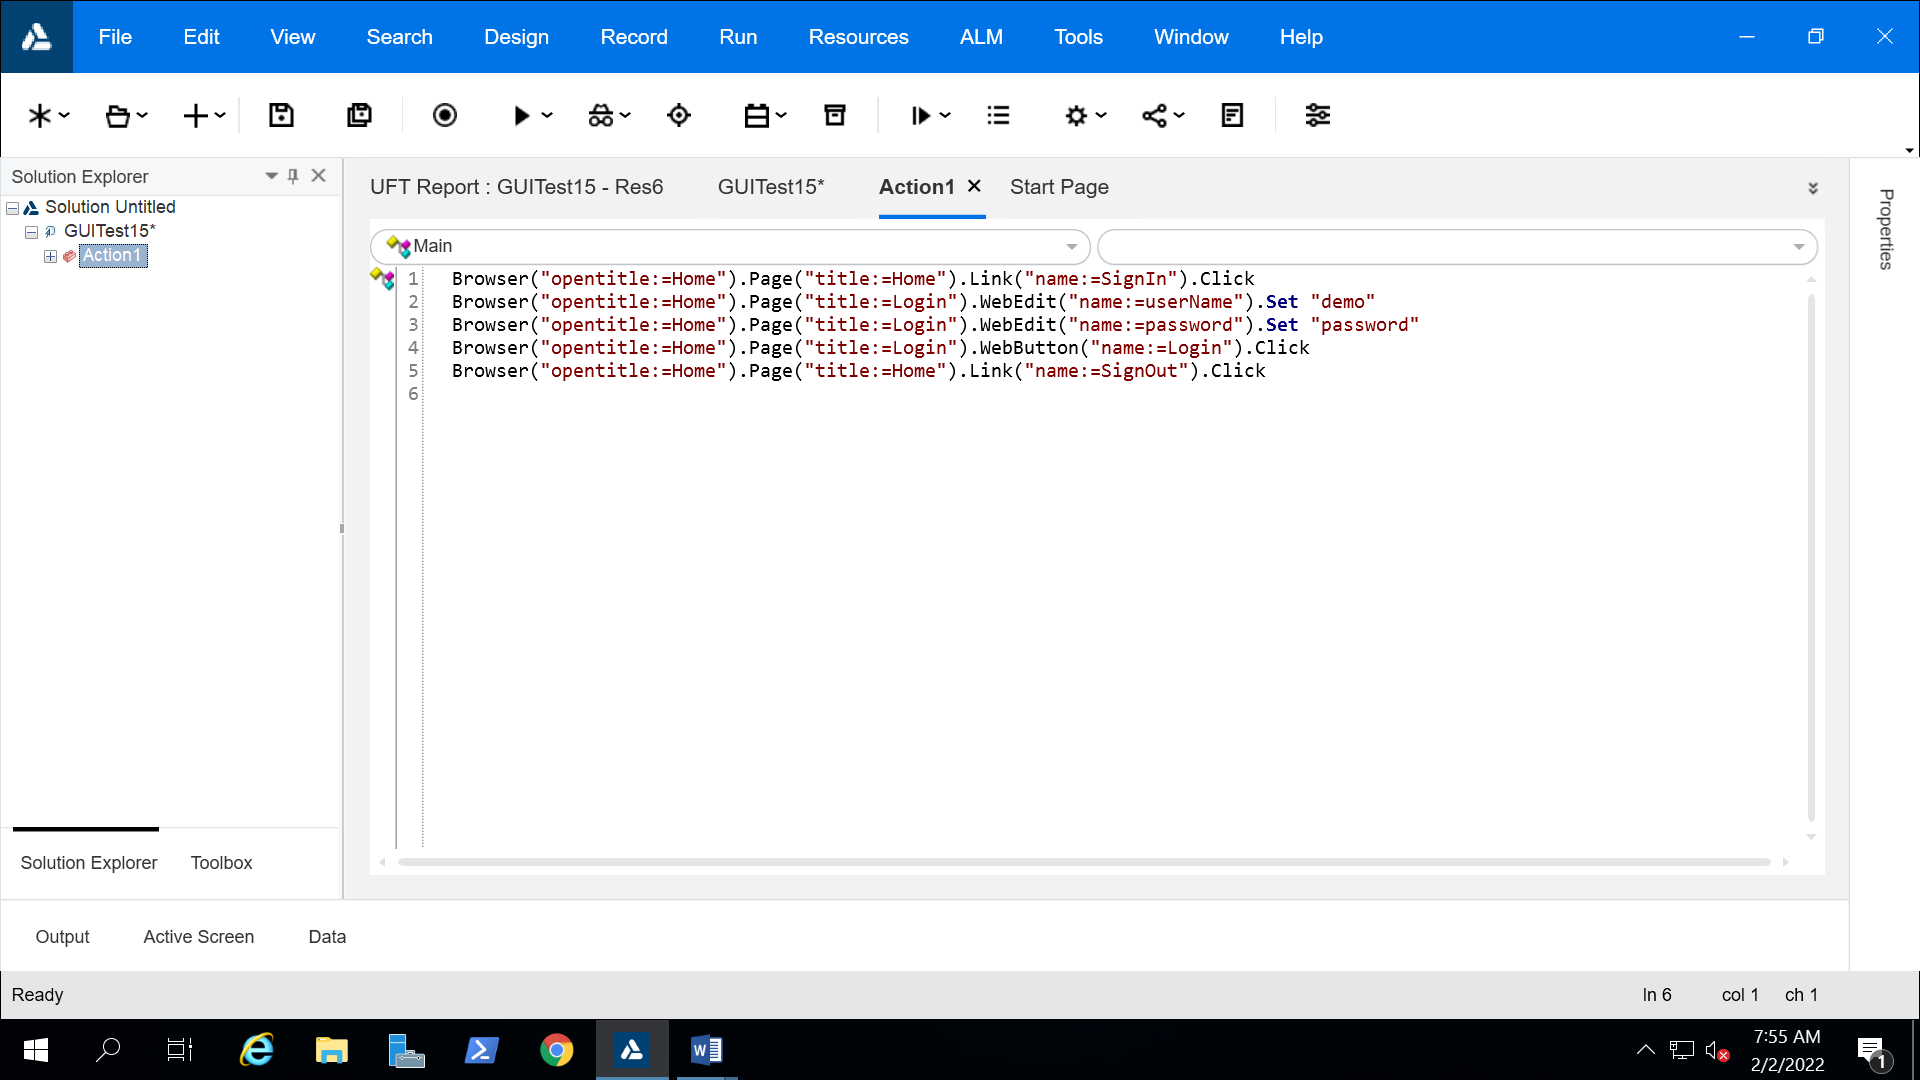 File Edit View Search Design Record Run Resources ALM Tools Window Help
Solution Explorer
Solution Untitled
GUITest15*
Action1
UFT Report : GUITest15 - Res6 GUITest15* Action1 Start Page
Main
1 Browser("opentitle:=Home").Page("title:=Home").Link("name:=SignIn").Click
2 Browser("opentitle:=Home").Page("title:=Login").WebEdit("name:=userName").Set "demo"
3 Browser("opentitle:=Home").Page("title:=Login").WebEdit("name:=password").Set "password"
4 Browser("opentitle:=Home").Page("title:=Login").WebButton("name:=Login").Click
5 Browser("opentitle:=Home").Page("title:=Home").Link("name:=SignOut").Click
6
Properties
Solution Explorer Toolbox
Output Active Screen Data
Ready ln 6 col 1 ch 1
7:55 AM
2/2/2022
1